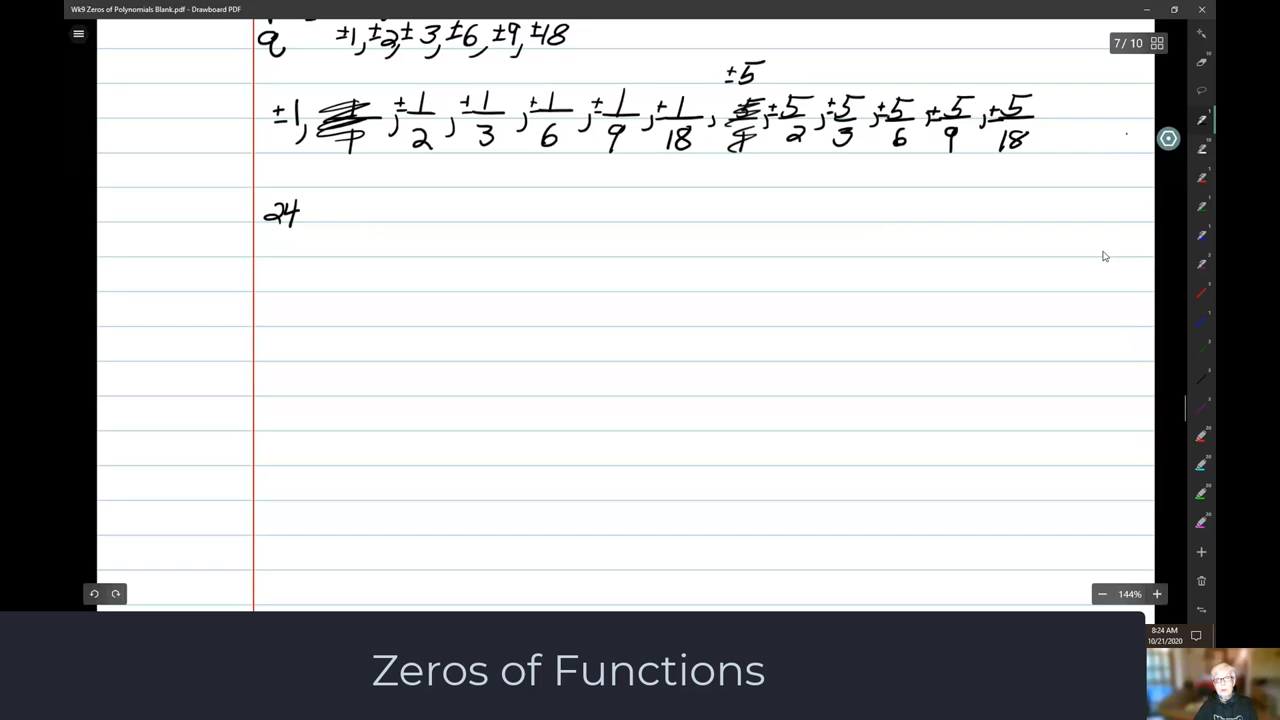 Wk9 Zeros of Polynomials Blank.pdf - Drawboard PDF
q ±1, ±2, ±3, ±6, ±9, ±18
7 / 10
±5
±1, ±1/2, ±1/3, ±1/6, ±1/9, ±1/18, ±5/2, ±5/3, ±5/6, ±5/9, ±5/18
24
144%
Zeros of Functions
8:24 AM
10/21/2020